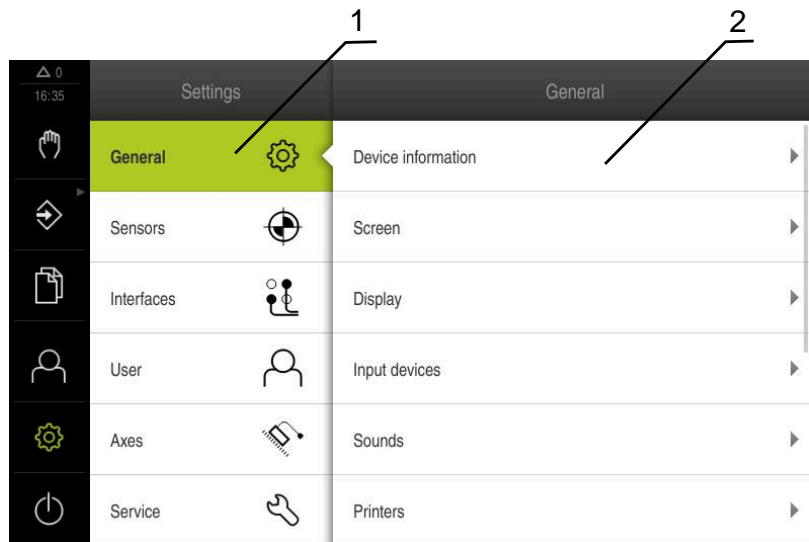 1 2
△ 0
16:35
Settings
General
General
Device information
Sensors
Screen
Interfaces
Display
User
Input devices
Axes
Sounds
Service
Printers